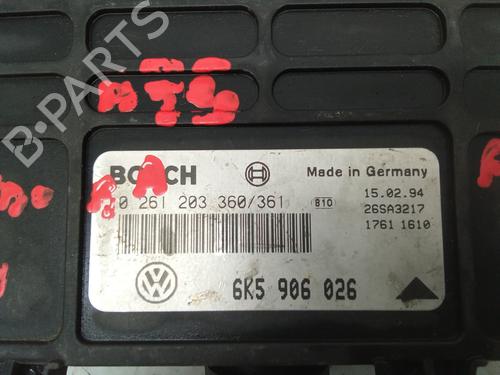 B-PARTS
BOSCH
Made in Germany
0 261 203 360/361 B10
15.02.94
26SA3217
1761 1610
6K5 906 026